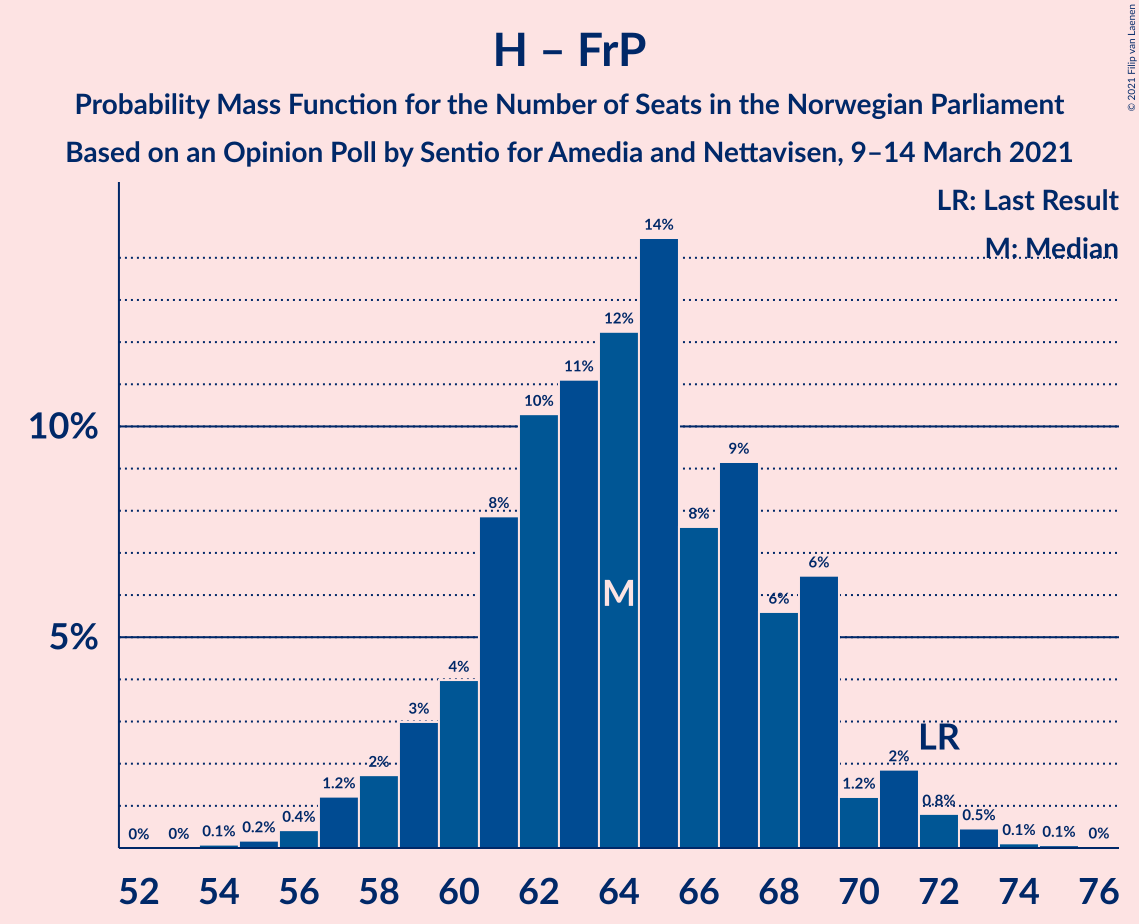 H – FrP
Probability Mass Function for the Number of Seats in the Norwegian Parliament
Based on an Opinion Poll by Sentio for Amedia and Nettavisen, 9–14 March 2021
© 2021 Filip van Laenen
LR: Last Result
M: Median
10%
5%
0% 0% 0.1% 0.2% 0.4% 1.2% 2% 3% 4% 8% 10% 11% 12% 14% 8% 9% 6% 6% 1.2% 2% 0.8% 0.5% 0.1% 0.1% 0%
M
LR
52 54 56 58 60 62 64 66 68 70 72 74 76